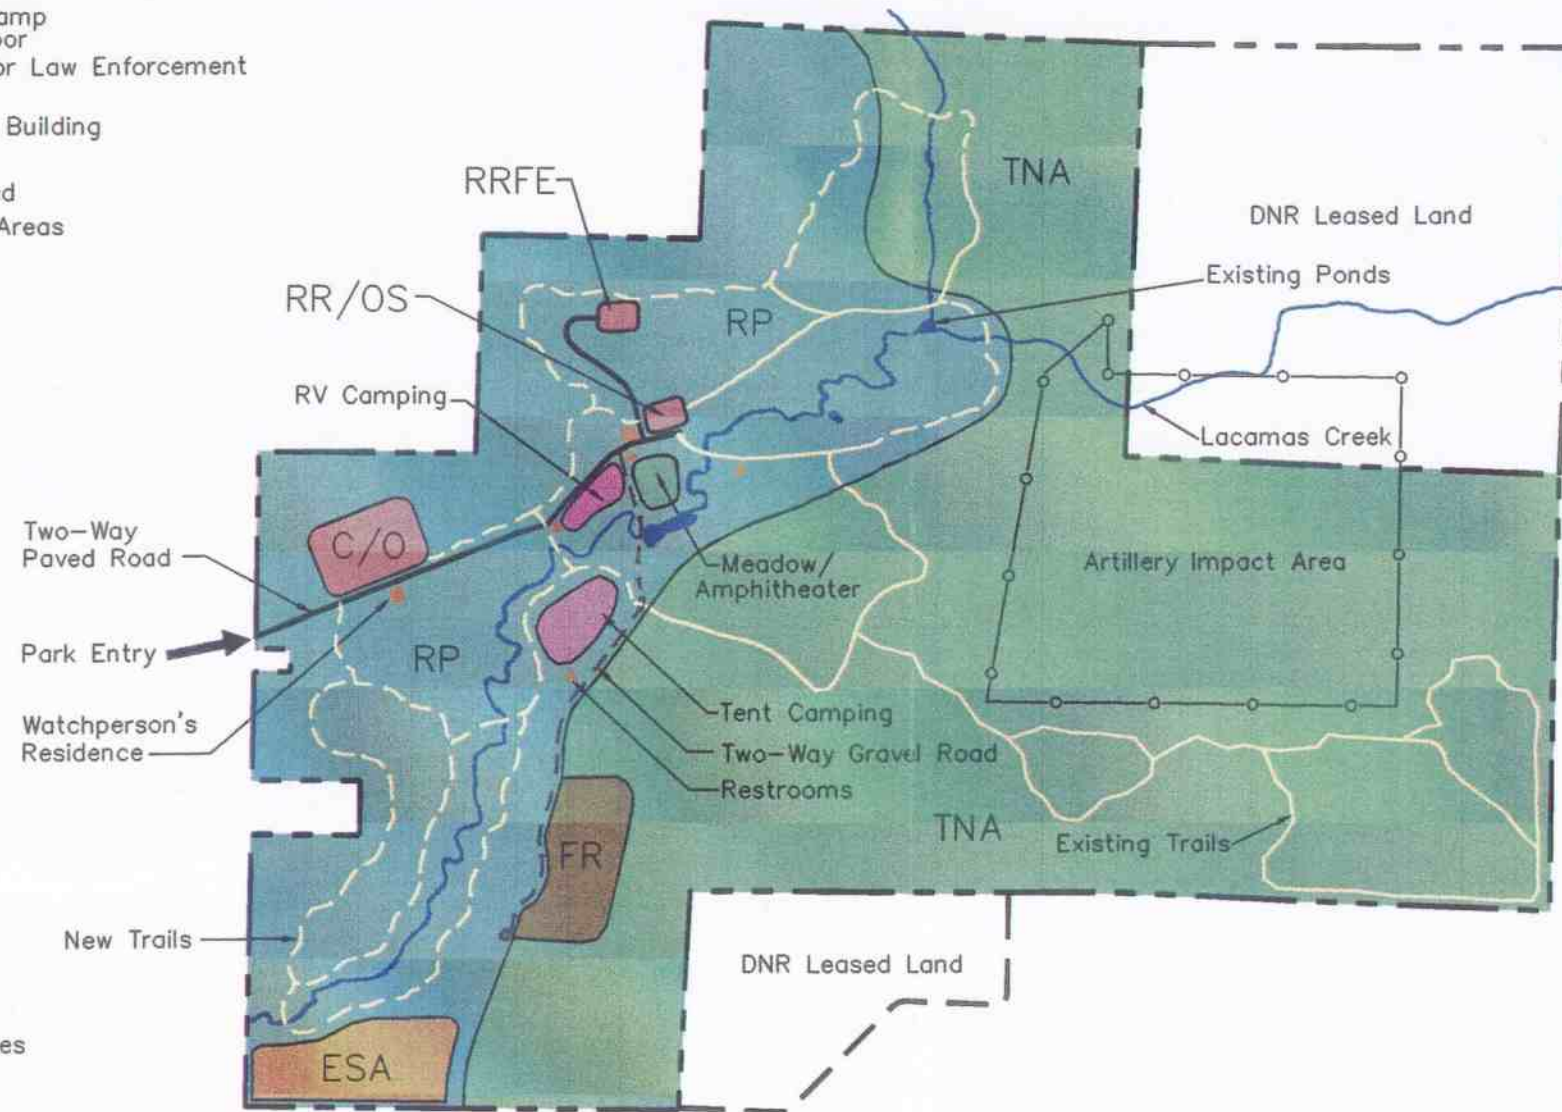 amp
or
or Law Enforcement
Building
d
Areas
RRFE
TNA
DNR Leased Land
Existing Ponds
RR/OS
RP
RV Camping
Lacamas Creek
Two-Way
Paved Road
C/O
Meadow/
Amphitheater
Artillery Impact Area
Park Entry
RP
Watchperson's
Residence
Tent Camping
Two-Way Gravel Road
Restrooms
FR
TNA
Existing Trails
New Trails
DNR Leased Land
es
ESA